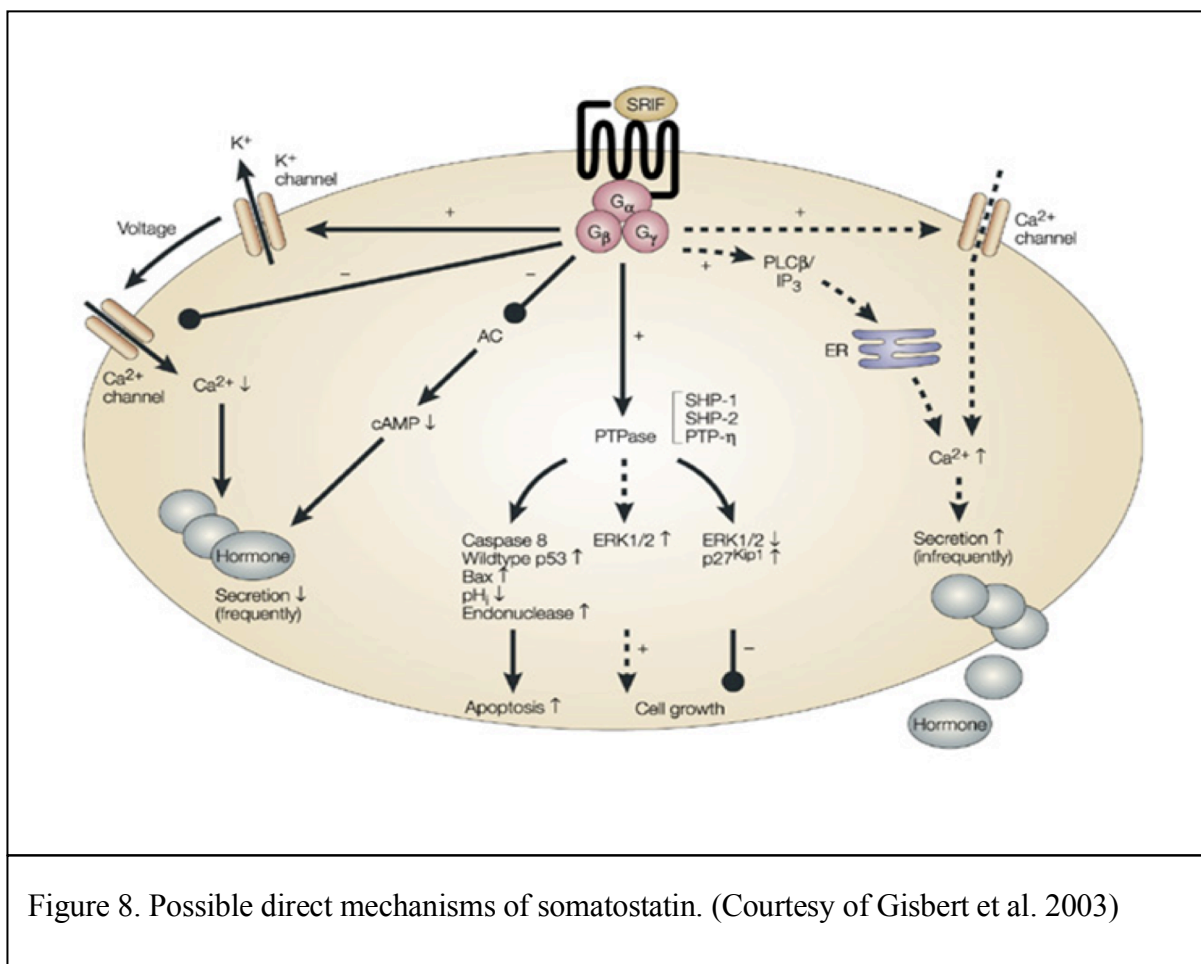 SRIF
K+
K+
channel
Gα
Gβ
Gγ
+
+
Ca2+
channel
Voltage
−
−
+
PLCβ/
IP3
+
AC
ER
Ca2+
channel
Ca2+ ↓
cAMP ↓
PTPase
SHP-1
SHP-2
PTP-η
Ca2+ ↑
Hormone
Secretion ↓
(frequently)
Caspase 8
Wildtype p53 ↑
Bax ↑
pHi ↓
Endonuclease ↑
ERK1/2 ↑
ERK1/2 ↓
p27Kip1 ↑
Secretion ↑
(infrequently)
+
−
Apoptosis ↑
Cell growth
Hormone
Figure 8. Possible direct mechanisms of somatostatin. (Courtesy of Gisbert et al. 2003)